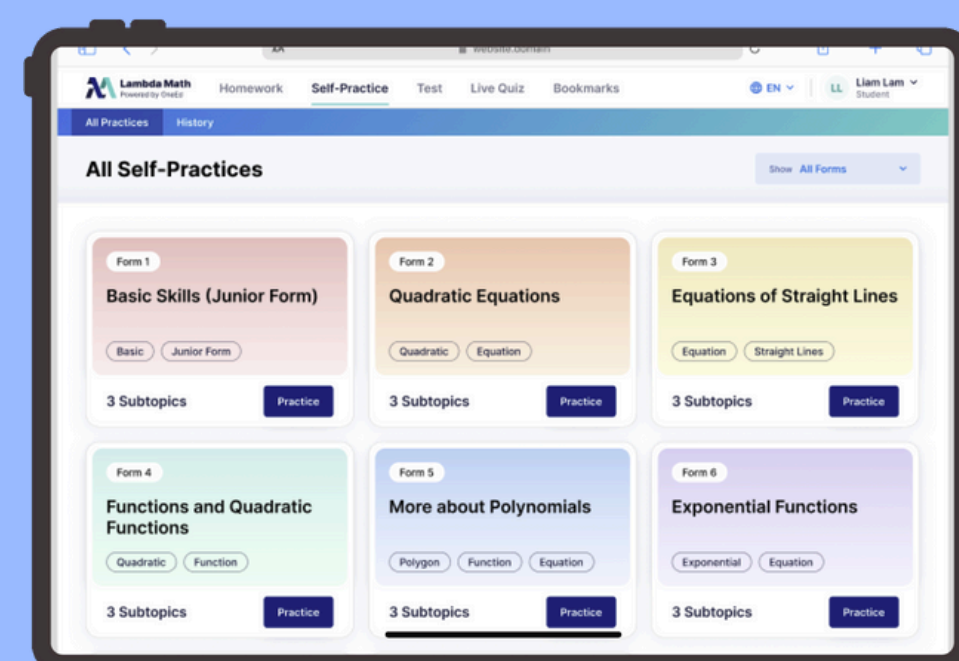 website.domain
Lambda Math
Powered by OneEd
Homework Self-Practice Test Live Quiz Bookmarks
EN
LL
Liam Lam
Student
All Practices History
All Self-Practices
Show All Forms
Form 1
Basic Skills (Junior Form)
Basic Junior Form
3 Subtopics Practice
Form 2
Quadratic Equations
Quadratic Equation
3 Subtopics Practice
Form 3
Equations of Straight Lines
Equation Straight Lines
3 Subtopics Practice
Form 4
Functions and Quadratic
Functions
Quadratic Function
3 Subtopics Practice
Form 5
More about Polynomials
Polygon Function Equation
3 Subtopics Practice
Form 6
Exponential Functions
Exponential Equation
3 Subtopics Practice